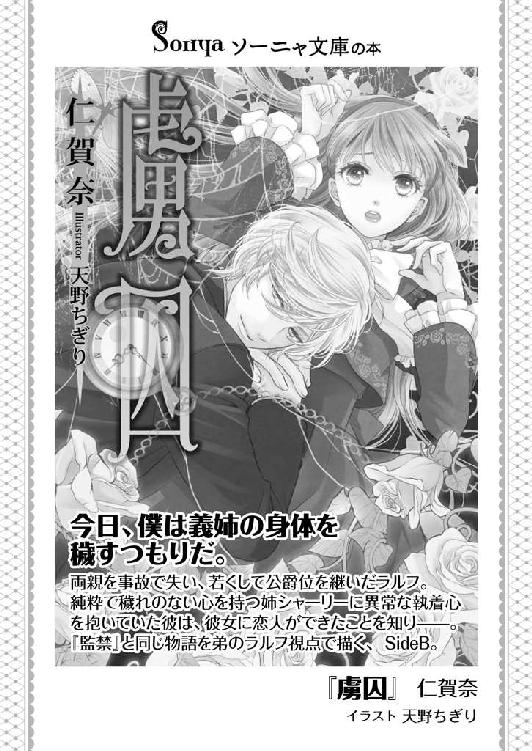 Sonya ソーニャ文庫の本
虜囚
仁賀奈
Illustrator 天野ちぎり
今日、僕は義姉の身体を
穢すつもりだ。
両親を事故で失い、若くして公爵位を継いだラルフ。
純粋で穢れのない心を持つ姉シャーリーに異常な執着心
を抱いていた彼は、彼女に恋人ができたことを知り――。
『監禁』と同じ物語を弟のラルフ視点で描く、SideB。
『虜囚』 仁賀奈
イラスト 天野ちぎり